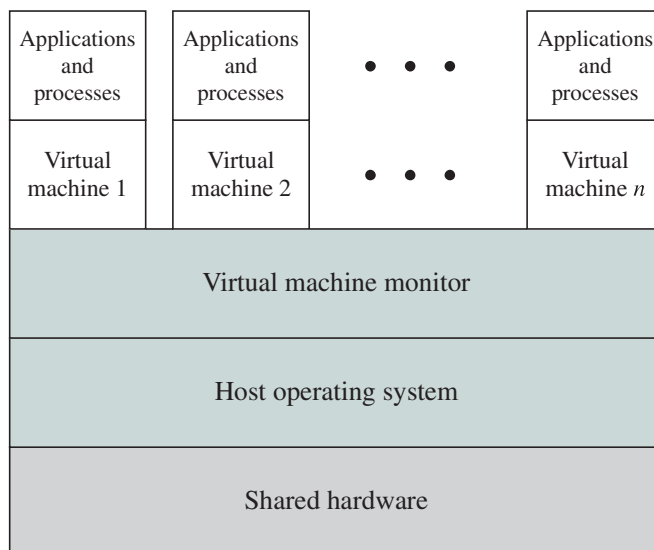 Applications
and
processes
Applications
and
processes
Applications
and
processes
Virtual
machine 1
Virtual
machine 2
Virtual
machine n
Virtual machine monitor
Host operating system
Shared hardware